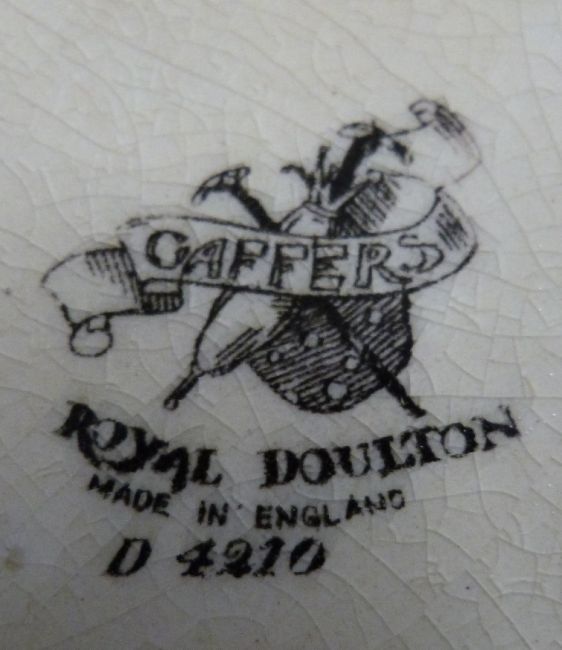 GAFFERS
ROYAL DOULTON
MADE IN ENGLAND
D 4210